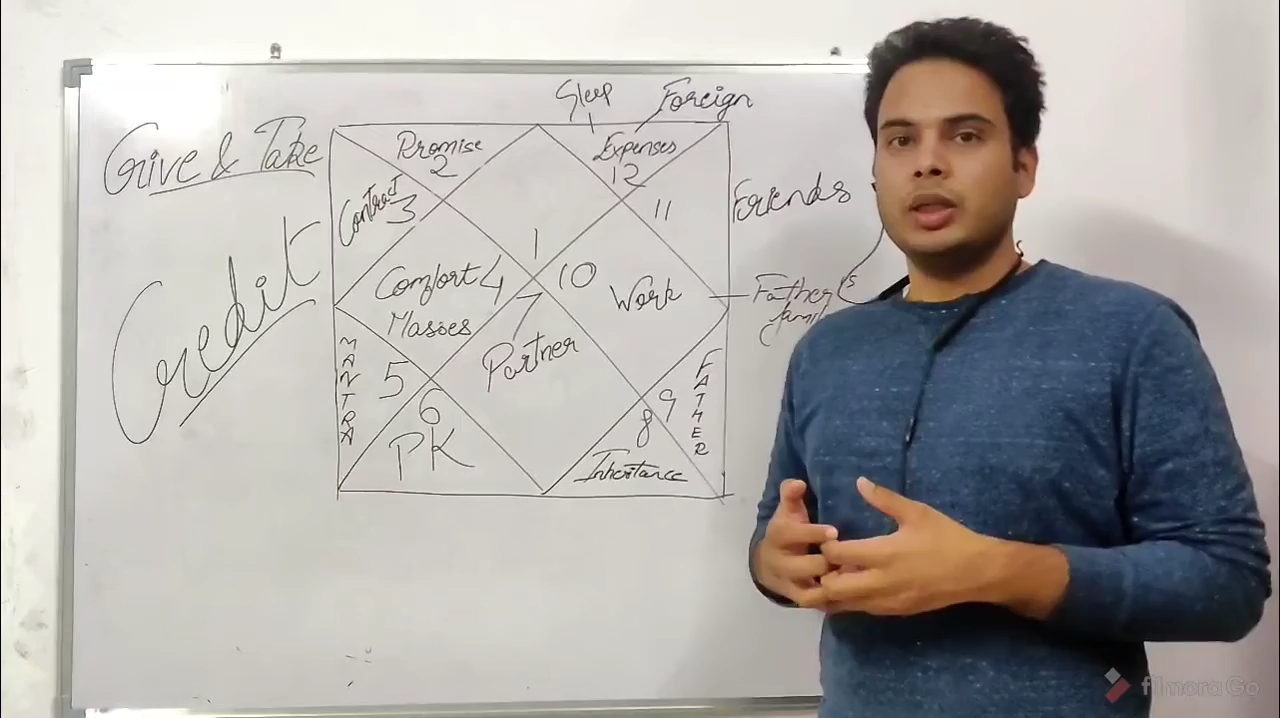 Sleep
Foreign
Give & Take
Promise
2
Expenses
12
Contract
3
11
Friends
Credit
1
Comfort 4
Masses
10
Work
Father's
family
7
Partner
MANTRA
5
6
PK
8
9
FATHER
Inheritance
filmora Go